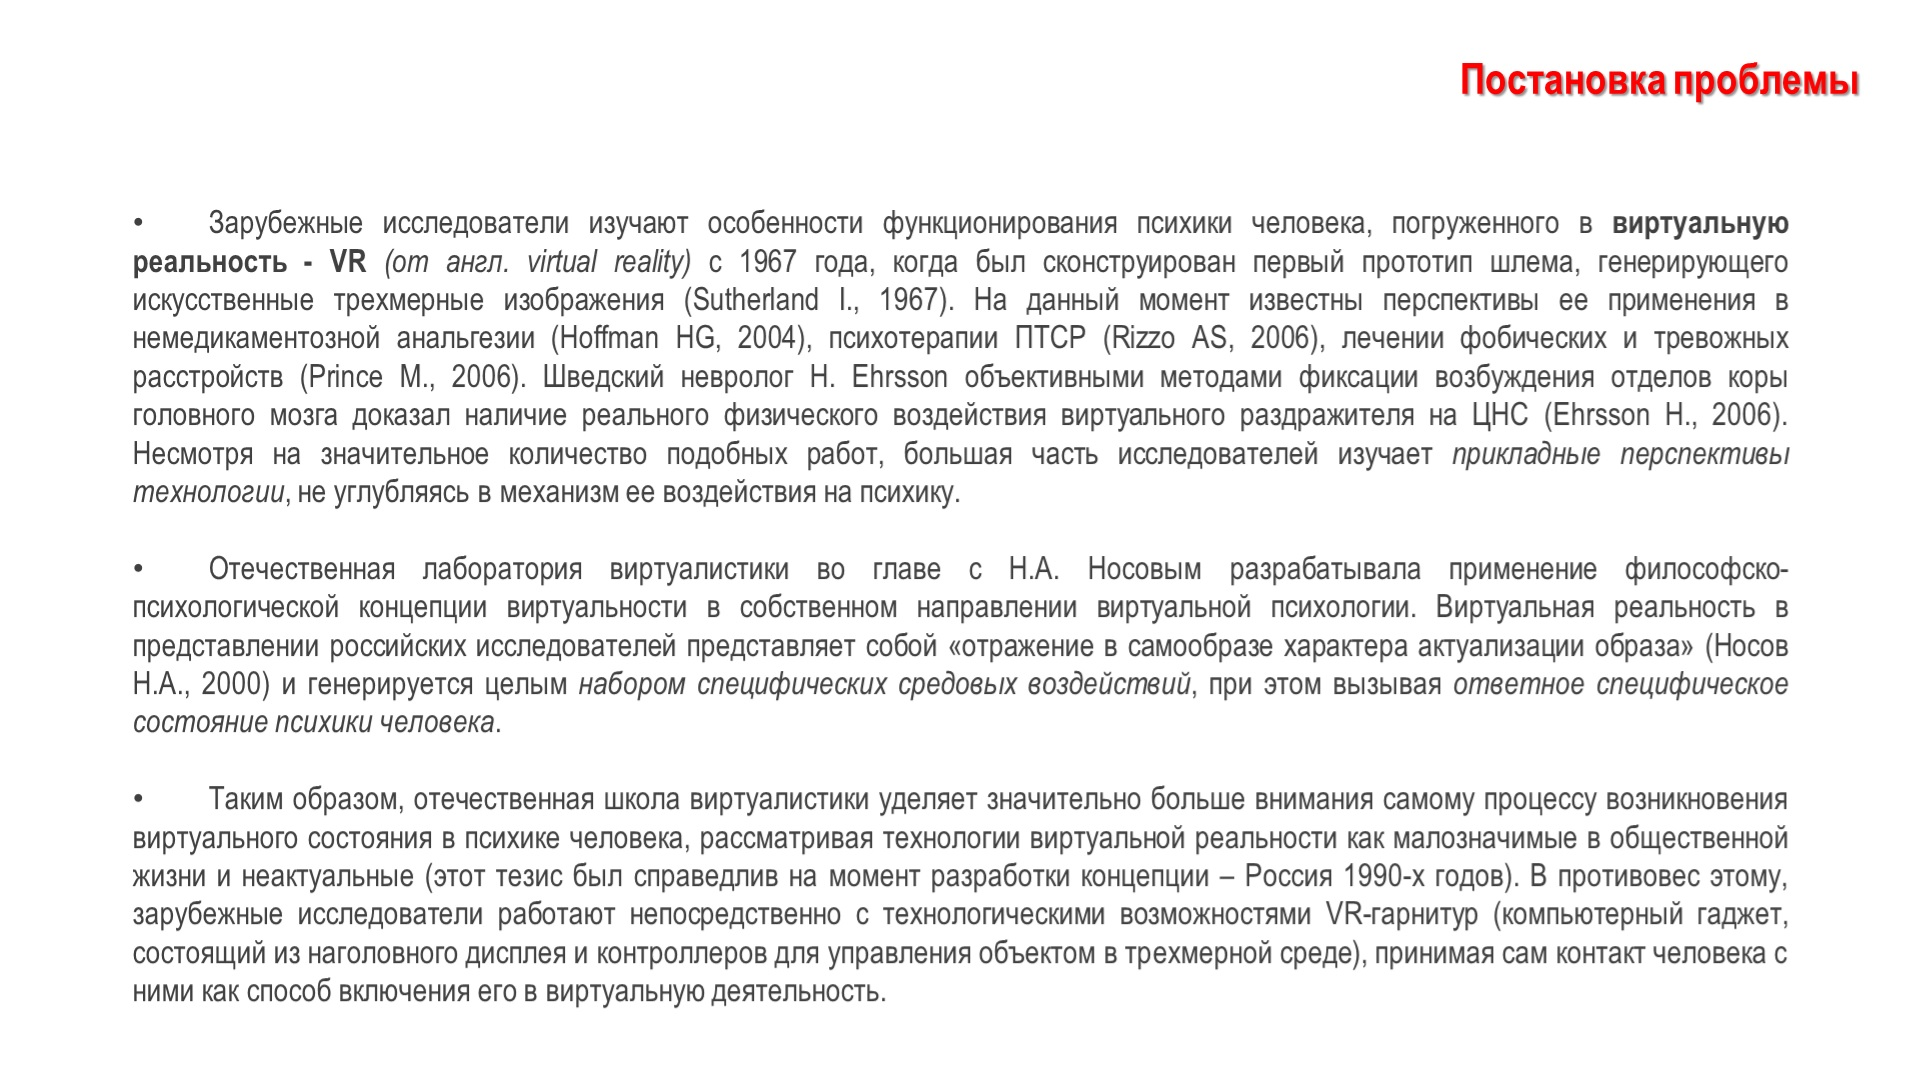 Постановка проблемы
• Зарубежные исследователи изучают особенности функционирования психики человека, погруженного в виртуальную
реальность - VR (от англ. virtual reality) с 1967 года, когда был сконструирован первый прототип шлема, генерирующего
искусственные трехмерные изображения (Sutherland I., 1967). На данный момент известны перспективы ее применения в
немедикаментозной анальгезии (Hoffman HG, 2004), психотерапии ПТСР (Rizzo AS, 2006), лечении фобических и тревожных
расстройств (Prince M., 2006). Шведский невролог H. Ehrsson объективными методами фиксации возбуждения отделов коры
головного мозга доказал наличие реального физического воздействия виртуального раздражителя на ЦНС (Ehrsson H., 2006).
Несмотря на значительное количество подобных работ, большая часть исследователей изучает прикладные перспективы
технологии, не углубляясь в механизм ее воздействия на психику.
• Отечественная лаборатория виртуалистики во главе с Н.А. Носовым разрабатывала применение философско-
психологической концепции виртуальности в собственном направлении виртуальной психологии. Виртуальная реальность в
представлении российских исследователей представляет собой «отражение в самообразе характера актуализации образа» (Носов
Н.А., 2000) и генерируется целым набором специфических средовых воздействий, при этом вызывая ответное специфическое
состояние психики человека.
• Таким образом, отечественная школа виртуалистики уделяет значительно больше внимания самому процессу возникновения
виртуального состояния в психике человека, рассматривая технологии виртуальной реальности как малозначимые в общественной
жизни и неактуальные (этот тезис был справедлив на момент разработки концепции – Россия 1990-х годов). В противовес этому,
зарубежные исследователи работают непосредственно с технологическими возможностями VR-гарнитур (компьютерный гаджет,
состоящий из наголовного дисплея и контроллеров для управления объектом в трехмерной среде), принимая сам контакт человека с
ними как способ включения его в виртуальную деятельность.